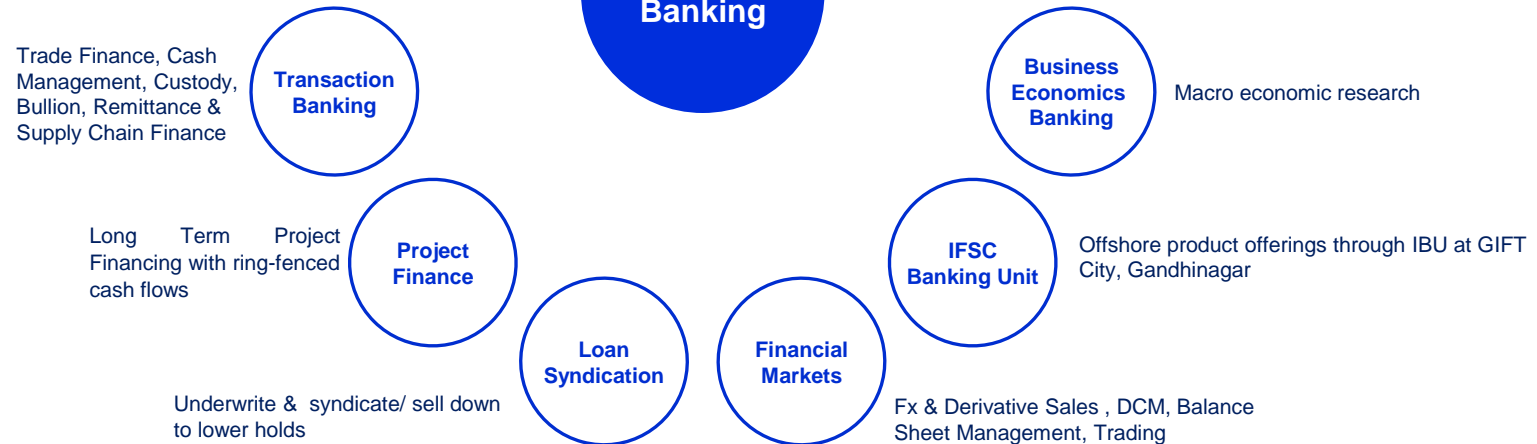 Banking
Trade Finance, Cash
Management, Custody,
Bullion, Remittance &
Supply Chain Finance
Transaction
Banking
Business
Economics
Banking
Macro economic research
Long Term Project
Financing with ring-fenced
cash flows
Project
Finance
IFSC
Banking Unit
Offshore product offerings through IBU at GIFT
City, Gandhinagar
Loan
Syndication
Underwrite & syndicate/ sell down
to lower holds
Financial
Markets
Fx & Derivative Sales , DCM, Balance
Sheet Management, Trading